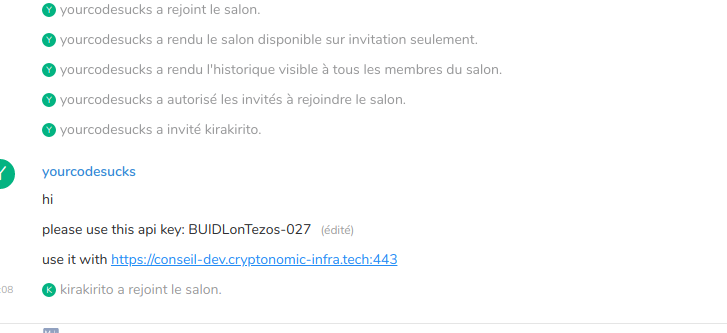 Y yourcodesucks a rejoint le salon.
Y yourcodesucks a rendu le salon disponible sur invitation seulement.
Y yourcodesucks a rendu l'historique visible à tous les membres du salon.
Y yourcodesucks a autorisé les invités à rejoindre le salon.
Y yourcodesucks a invité kirakirito.
Y yourcodesucks
hi
please use this api key: BUIDLonTezos-027 (édité)
use it with https://conseil-dev.cryptonomic-infra.tech:443
:08 K kirakirito a rejoint le salon.